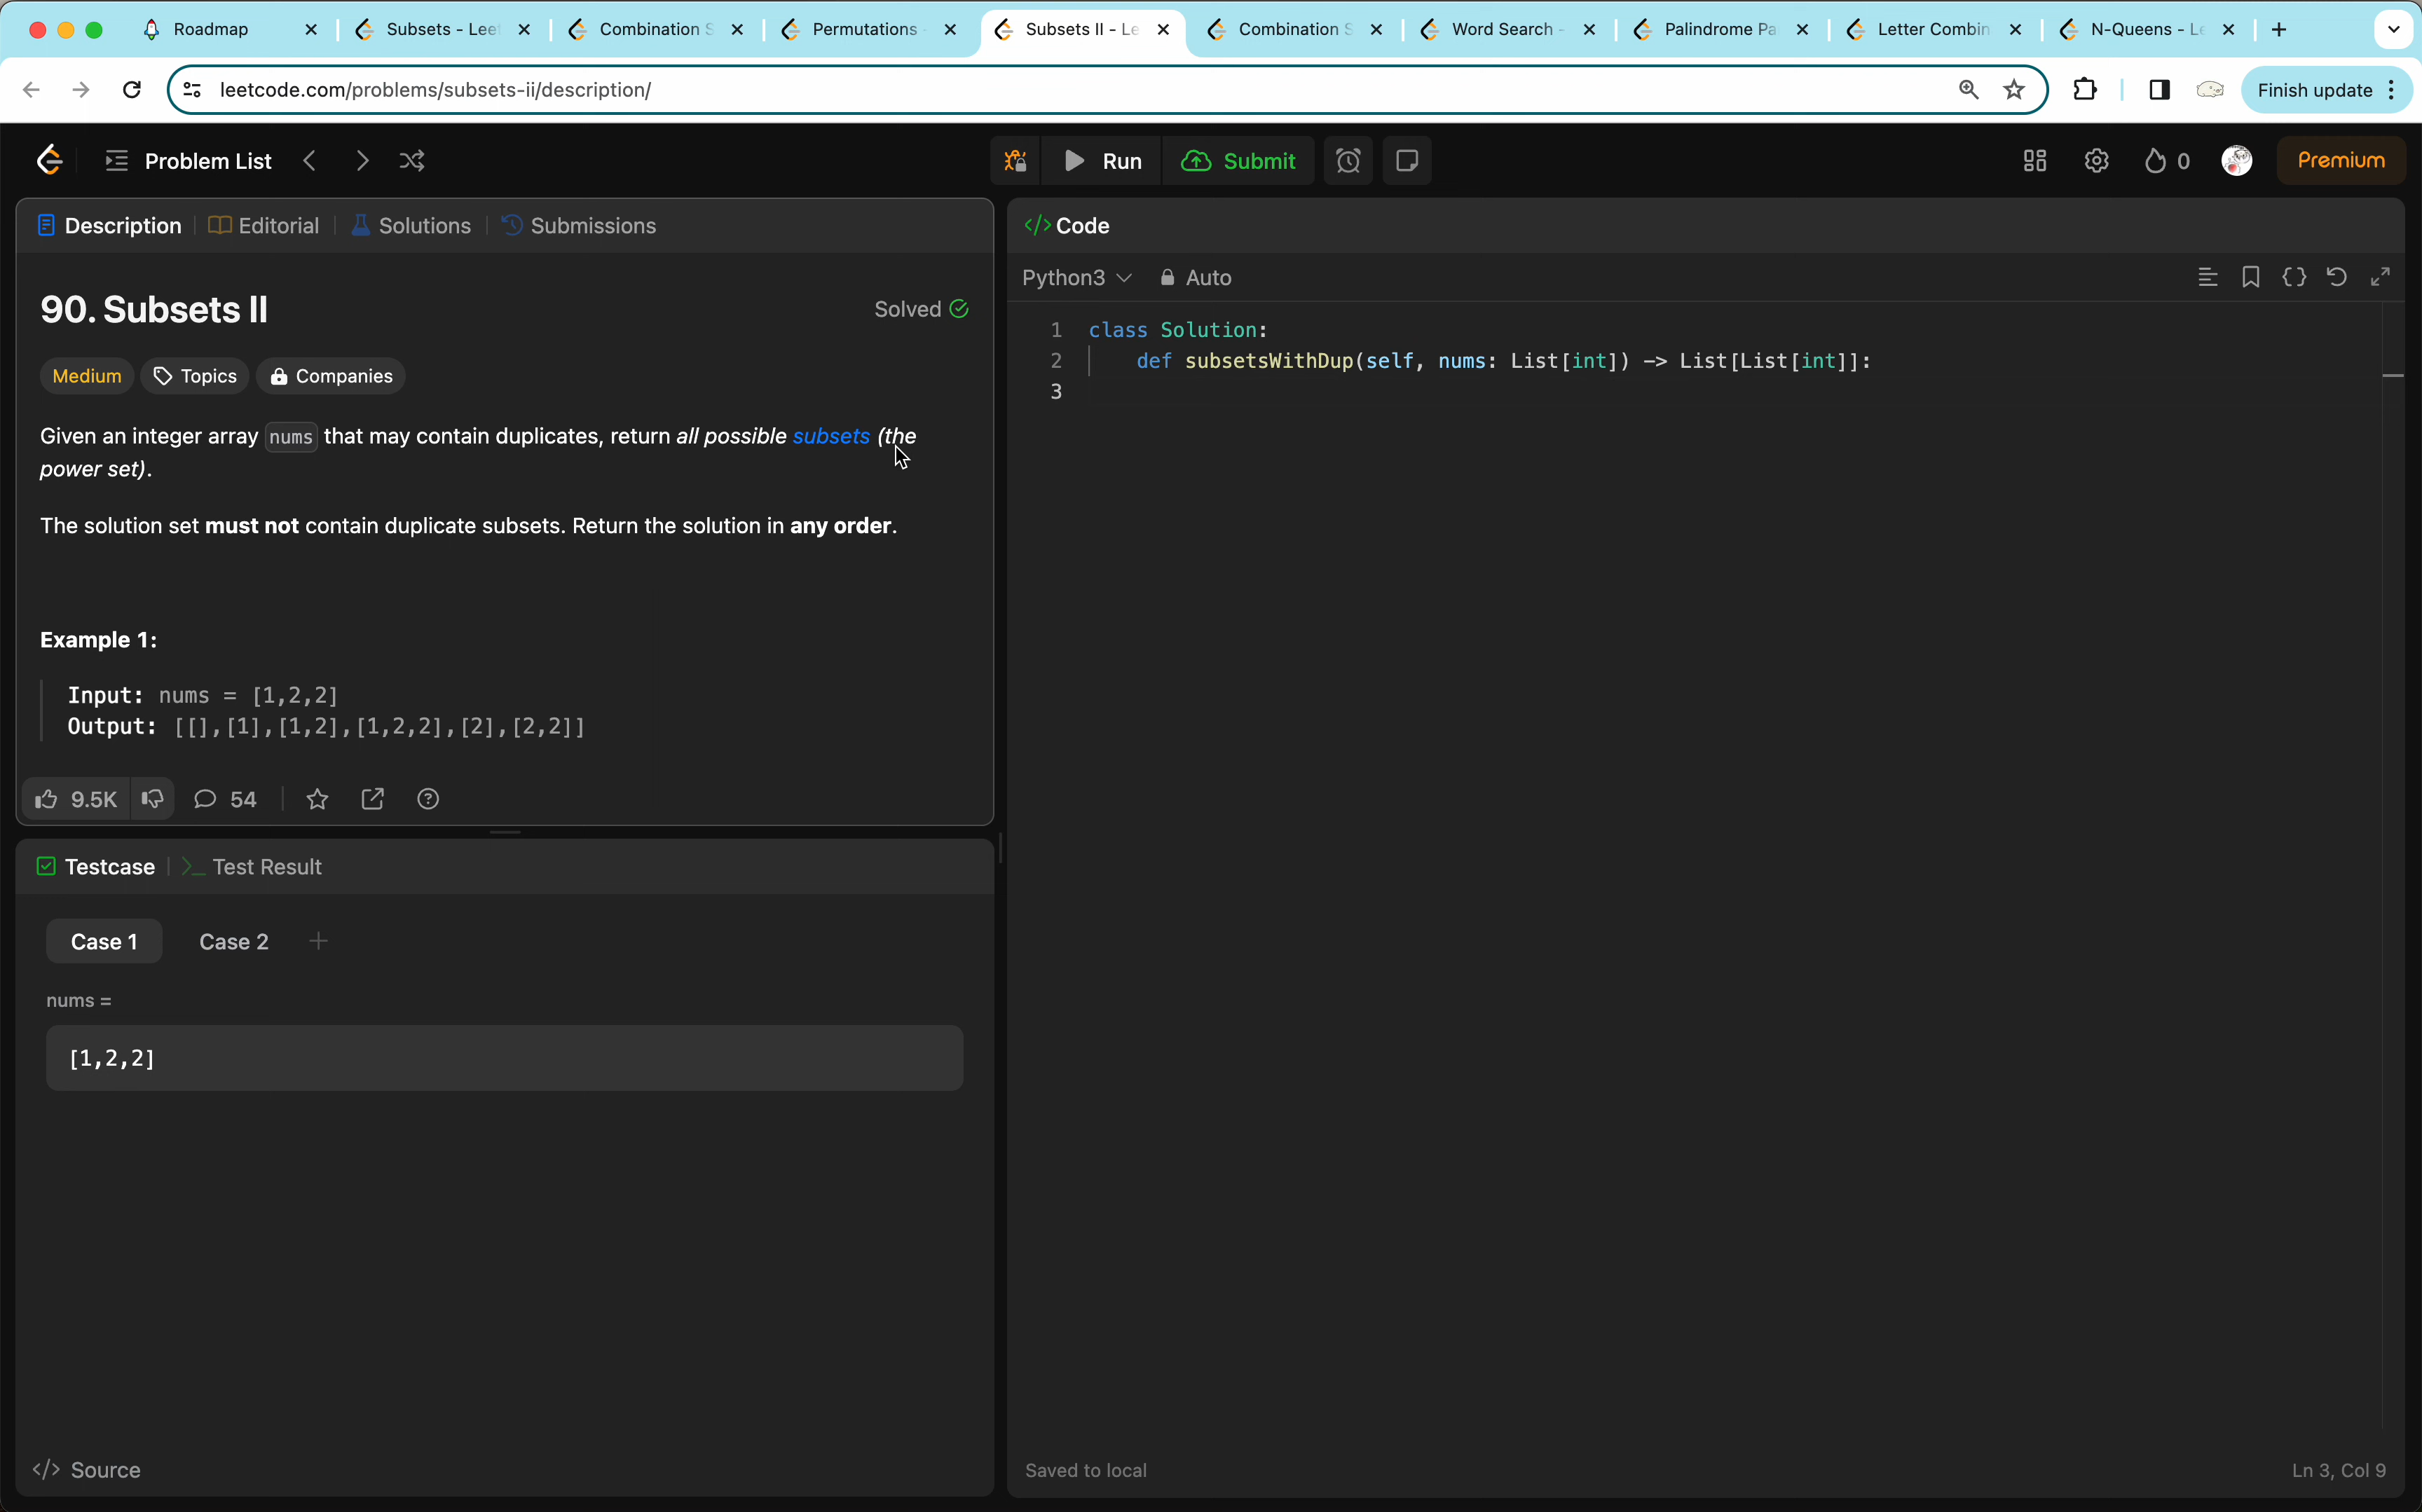 Roadmap
Subsets - Leet
Combination S
Permutations -
Subsets II - Le
Combination S
Word Search -
Palindrome Pa
Letter Combin
N-Queens - Le
leetcode.com/problems/subsets-ii/description/
Finish update
Problem List
Run
Submit
0
Premium
Description
Editorial
Solutions
Submissions
90. Subsets II
Solved
Medium
Topics
Companies
Given an integer array nums that may contain duplicates, return all possible subsets (the
power set).
The solution set must not contain duplicate subsets. Return the solution in any order.
Example 1:
Input: nums = [1,2,2]
Output: [[],[1],[1,2],[1,2,2],[2],[2,2]]
9.5K
54
Testcase
Test Result
Case 1
Case 2
nums =
[1,2,2]
Source
Code
Python3
Auto
1 class Solution:
2 def subsetsWithDup(self, nums: List[int]) -> List[List[int]]:
3
Saved to local
Ln 3, Col 9